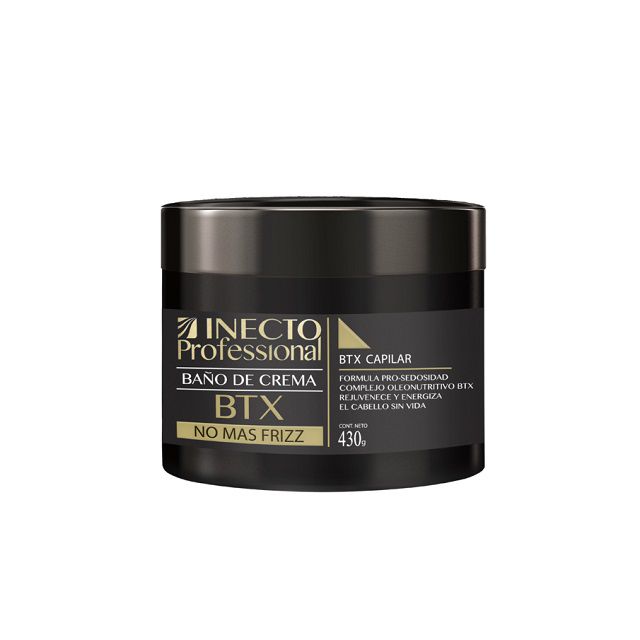 INECTO
Professional
BAÑO DE CREMA
BTX
NO MAS FRIZZ
BTX CAPILAR
FORMULA PRO-SEDOSIDAD
COMPLEJO OLEONUTRITIVO BTX
REJUVENECE Y ENERGIZA
EL CABELLO SIN VIDA
CONT. NETO
430g